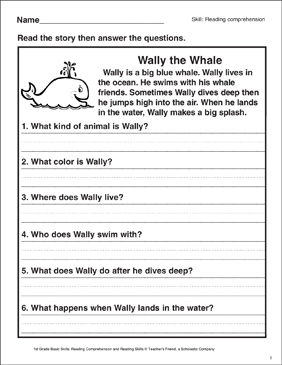 Name
Skill: Reading comprehension
Read the story then answer the questions.
Wally the Whale
Wally is a big blue whale. Wally lives in
the ocean. He swims with his whale
friends. Sometimes Wally dives deep then
he jumps high into the air. When he lands
in the water, Wally makes a big splash.
1. What kind of animal is Wally?
2. What color is Wally?
3. Where does Wally live?
4. Who does Wally swim with?
5. What does Wally do after he dives deep?
6. What happens when Wally lands in the water?
1st Grade Basic Skills: Reading Comprehension and Reading Skills © Teacher's Friend, a Scholastic Company